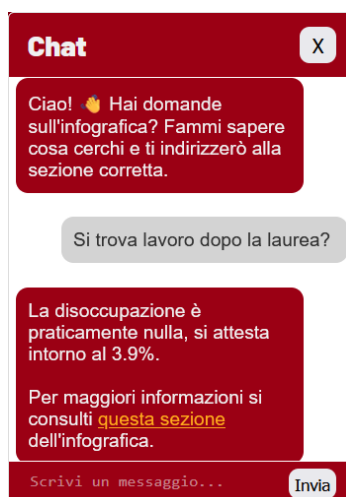 Chat
X
Ciao! 👋 Hai domande
sull'infografica? Fammi sapere
cosa cerchi e ti indirizzerò alla
sezione corretta.
Si trova lavoro dopo la laurea?
La disoccupazione è
praticamente nulla, si attesta
intorno al 3.9%.
Per maggiori informazioni si
consulti questa sezione
dell'infografica.
Scrivi un messaggio...
Invia